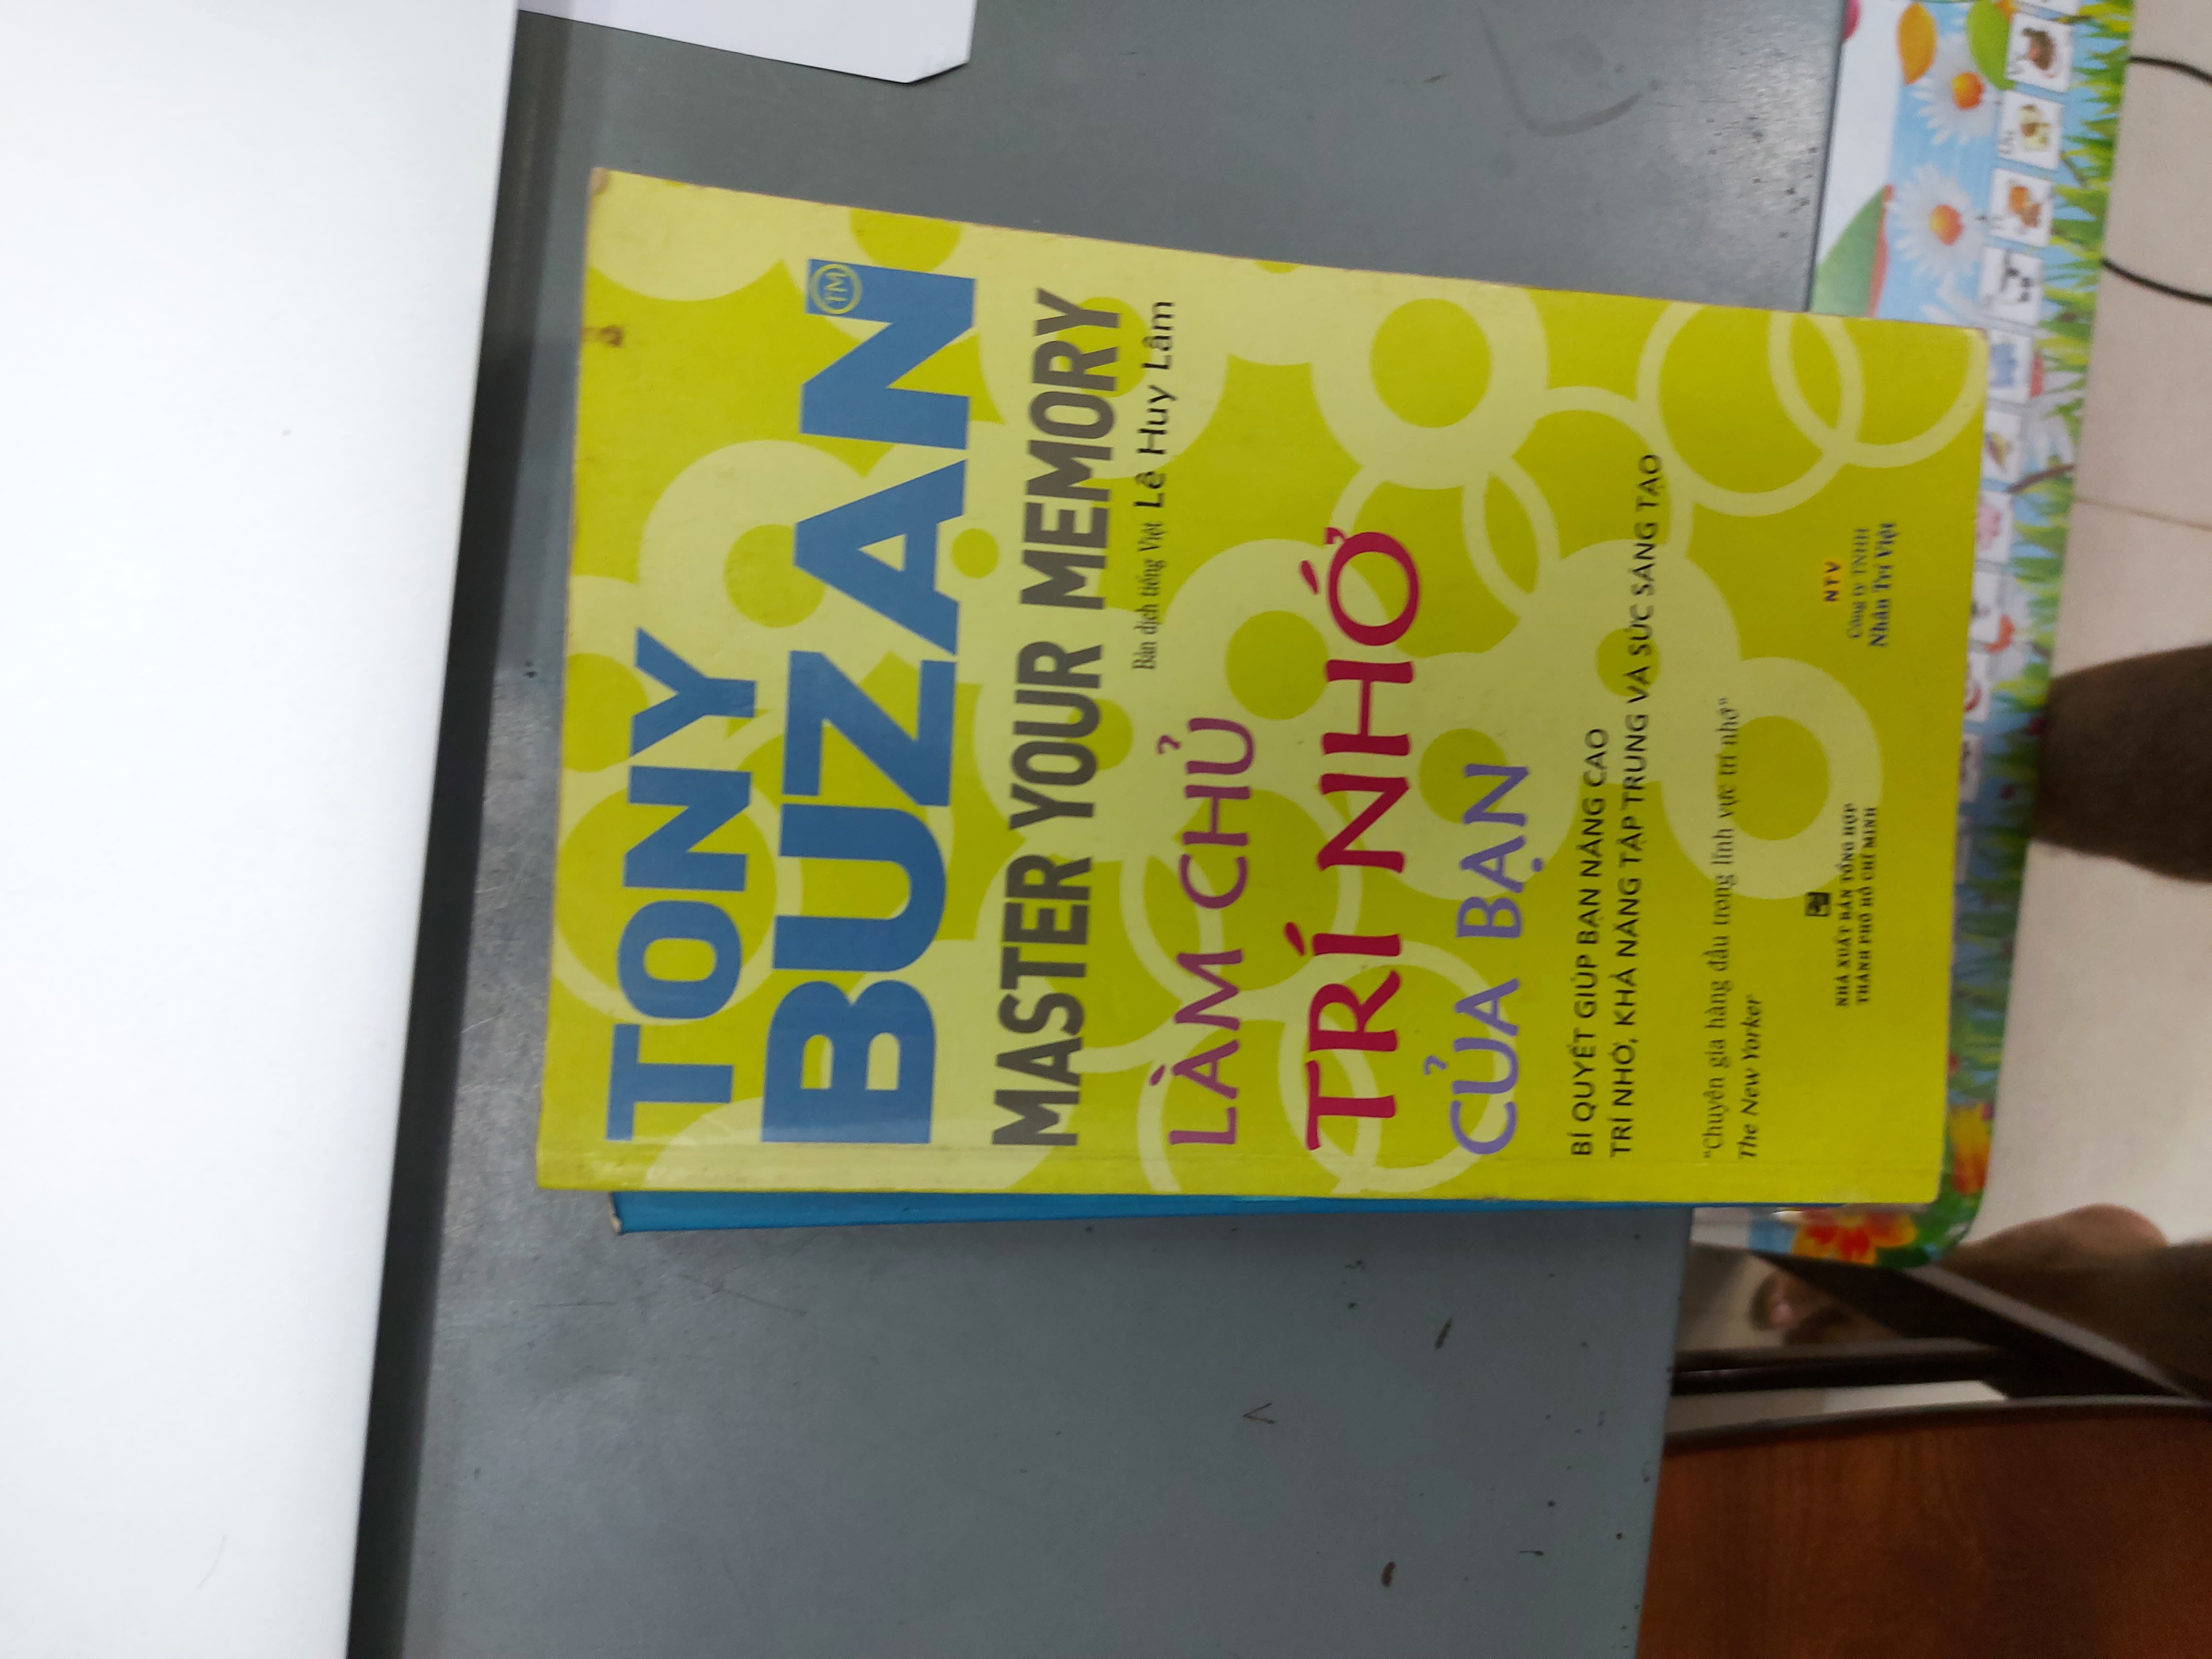 TONY
BUZAN™
MASTER YOUR MEMORY
Bản dịch tiếng Việt Lê Huy Lâm
LÀM CHỦ
TRÍ NHỚ
CỦA BẠN
BÍ QUYẾT GIÚP BẠN NÂNG CAO
TRÍ NHỚ, KHẢ NĂNG TẬP TRUNG VÀ SỨC SÁNG TẠO
"Chuyên gia hàng đầu trong lĩnh vực trí nhớ"
The New Yorker
NHÀ XUẤT BẢN TỔNG HỢP
THÀNH PHỐ HỒ CHÍ MINH
NTV
Công ty TNHH
Nhân Trí Việt